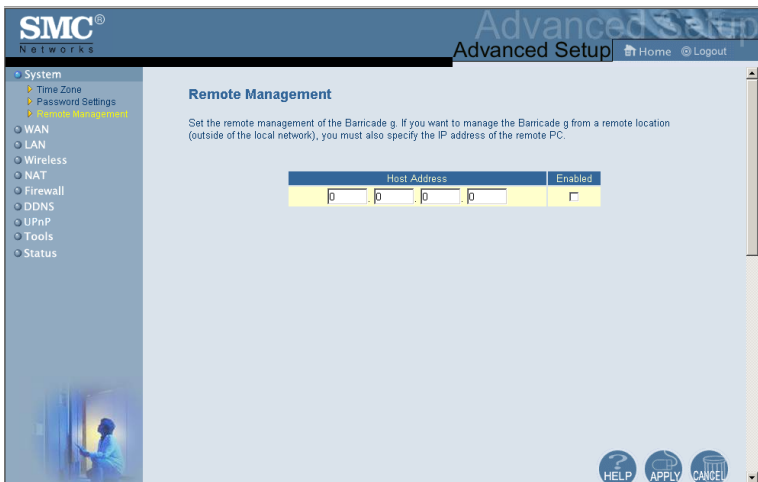 SMC®
Networks
Advanced Setup
Advanced Setup
Home
Logout
System
Time Zone
Password Settings
Remote Management
WAN
LAN
Wireless
NAT
Firewall
DDNS
UPnP
Tools
Status
Remote Management
Set the remote management of the Barricade g. If you want to manage the Barricade g from a remote location
(outside of the local network), you must also specify the IP address of the remote PC.
Host Address Enabled
0 . 0 . 0 . 0
HELP APPLY CANCEL